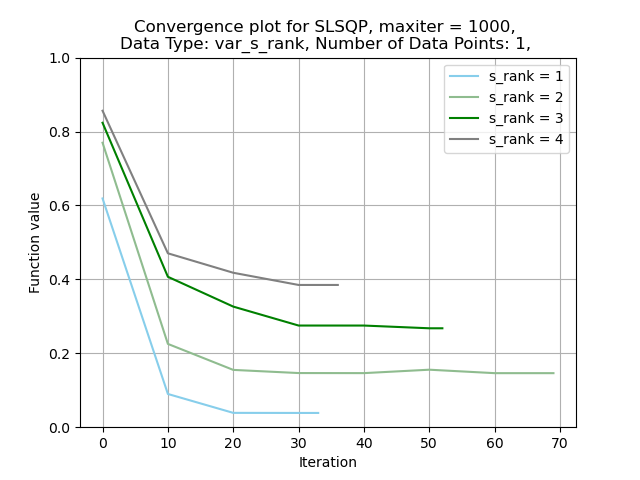 Convergence plot for SLSQP, maxiter = 1000,
Data Type: var_s_rank, Number of Data Points: 1,
1.0
0.8
0.6
0.4
0.2
0.0
Function value
s_rank = 1
s_rank = 2
s_rank = 3
s_rank = 4
0 10 20 30 40 50 60 70
Iteration